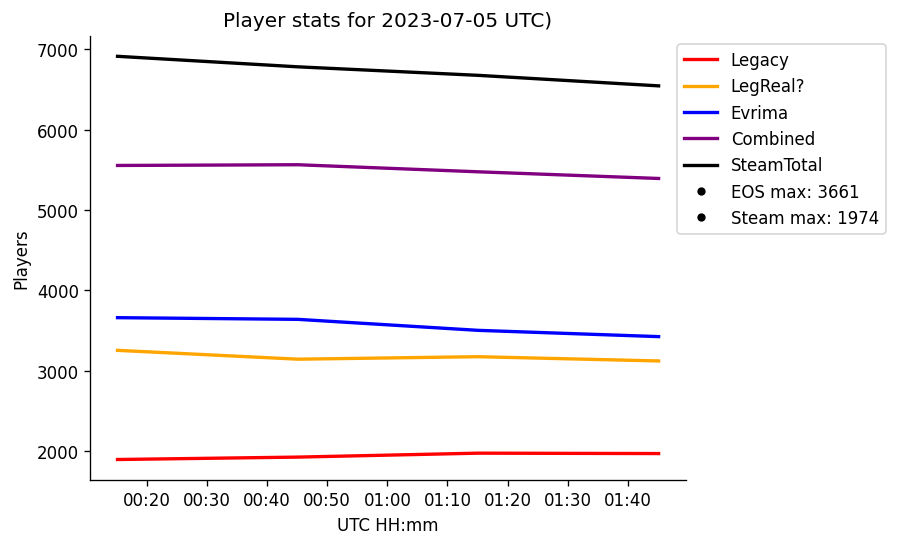 Player stats for 2023-07-05 UTC)
7000
6000
5000
4000
3000
2000
Players
00:20 00:30 00:40 00:50 01:00 01:10 01:20 01:30 01:40
UTC HH:mm
Legacy
LegReal?
Evrima
Combined
SteamTotal
EOS max: 3661
Steam max: 1974